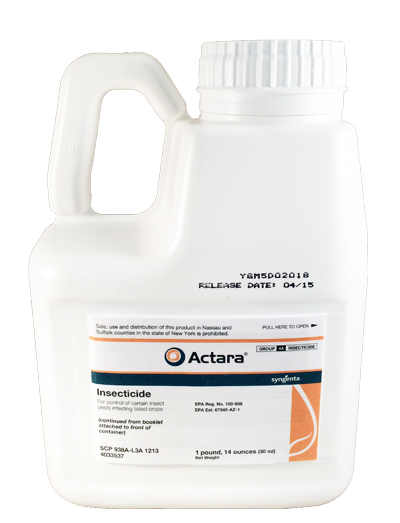 YGM5D02018
RELEASE DATE: 04/15
Sale, use and distribution of this product in Nassau and
Suffolk counties in the state of New York is prohibited.
PULL HERE TO OPEN
GROUP 4A INSECTICIDE
Actara®
syngenta
Insecticide
For control of certain insect
pests infesting listed crops
EPA Reg. No. 100-938
EPA Est. 67545-AZ-1
(continued from booklet
attached to front of
container)
SCP 938A-L3A 1213
4033537
1 pound, 14 ounces (30 oz)
Net Weight